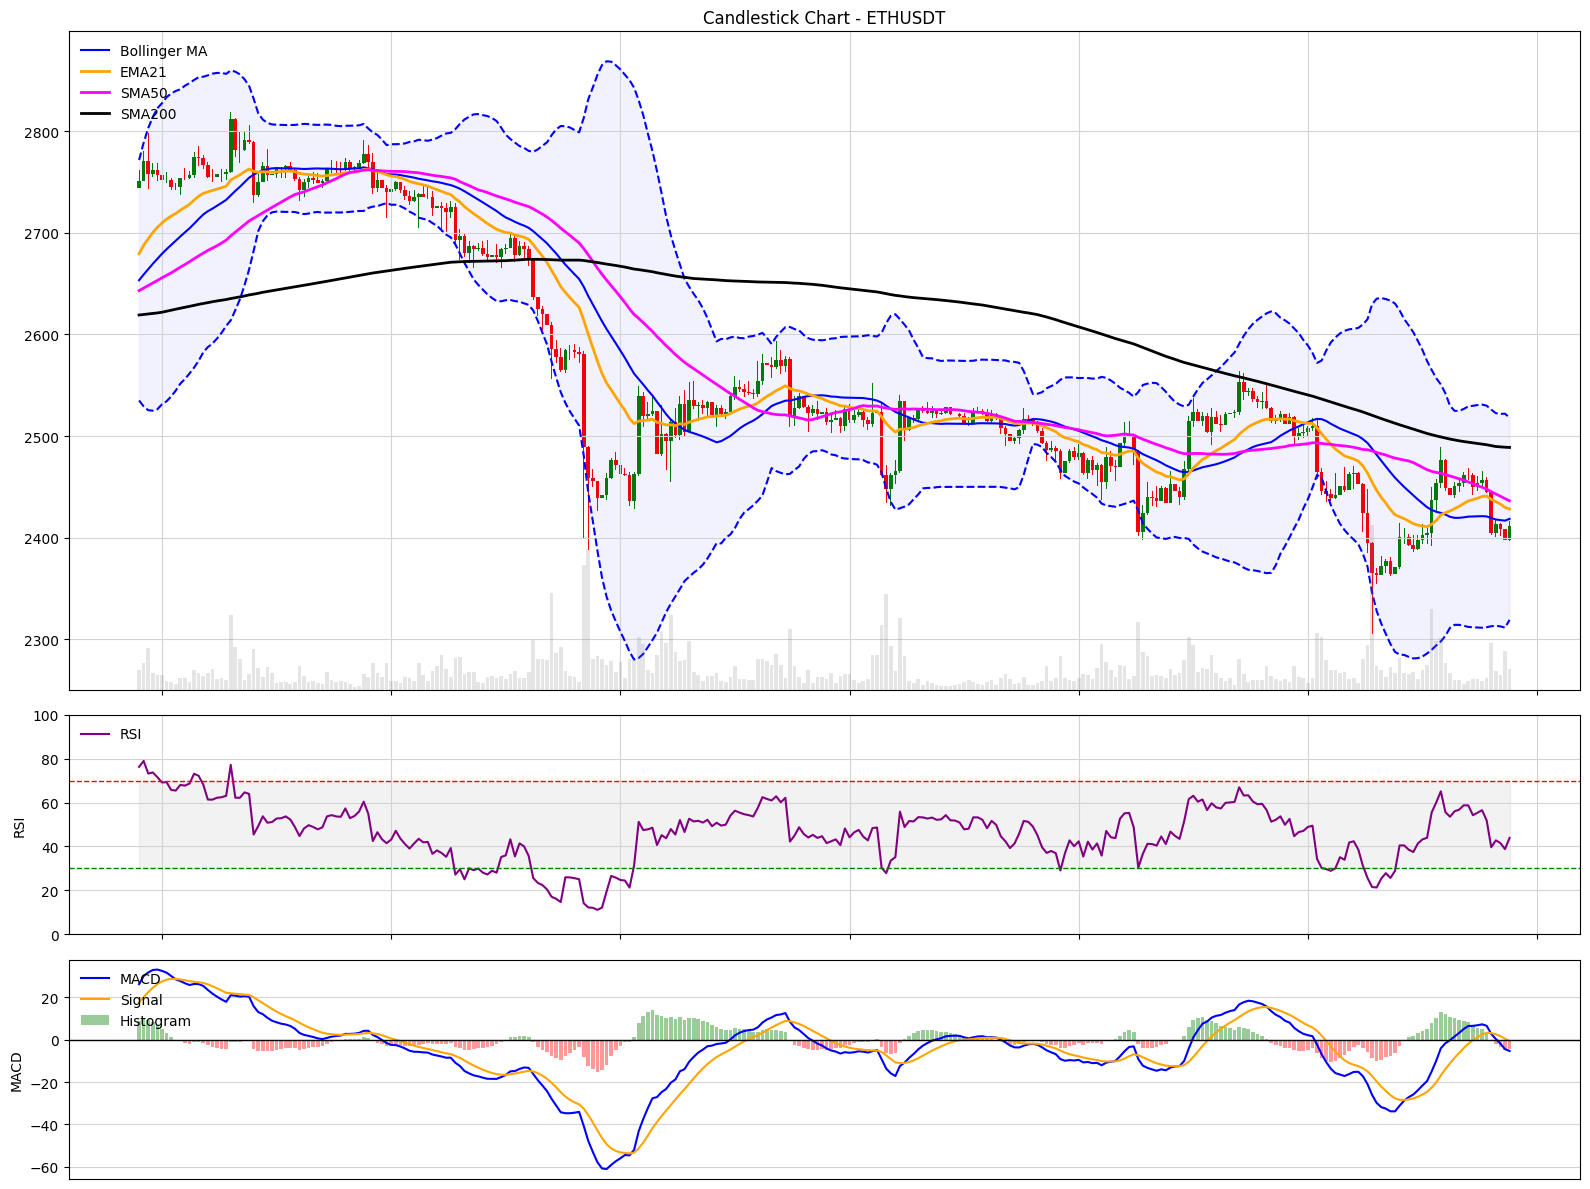 Candlestick Chart - ETHUSDT
Bollinger MA
EMA21
SMA50
SMA200
2800
2700
2600
2500
2400
2300
100
80
60
40
20
0
RSI
RSI
20
0
−20
−40
−60
MACD
MACD
Signal
Histogram